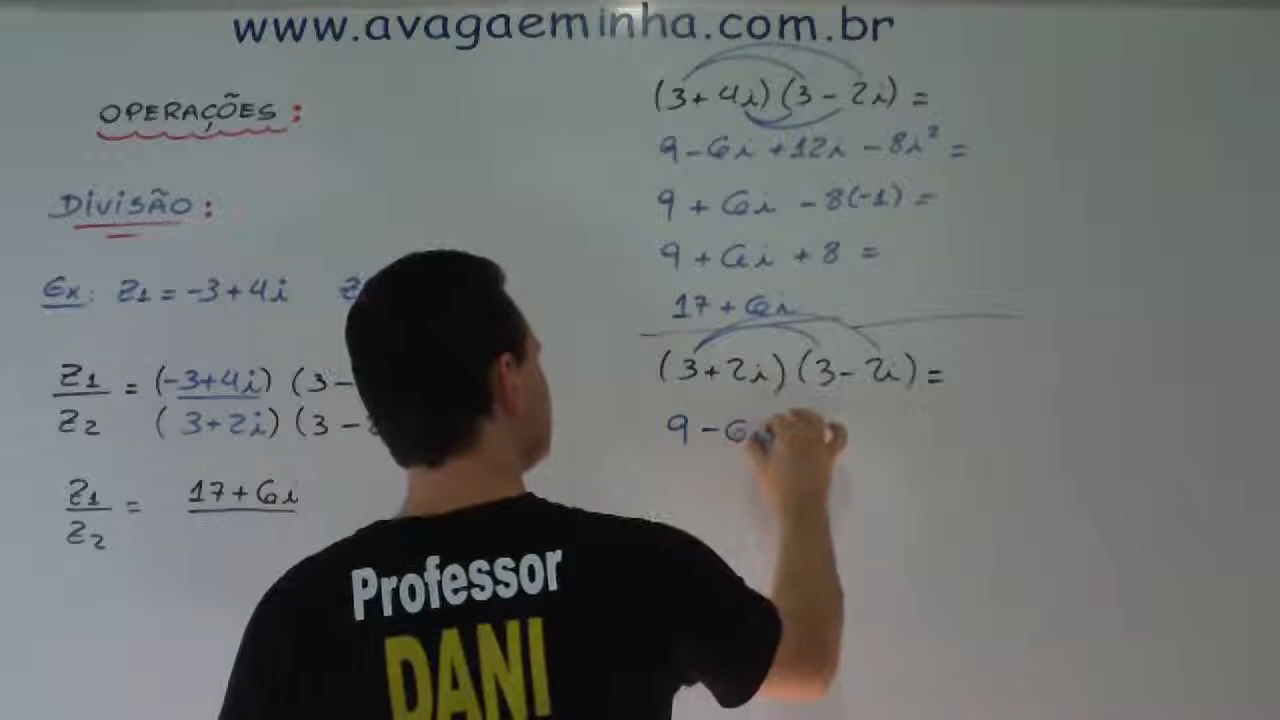 www.avagaeminha.com.br
OPERAÇÕES:
DIVISÃO:
Ex: Z1 = -3+4i
Z1 = (-3+4i) (3-
Z2 (3+2i) (3-
Z1 = 17+6i
Z2
(3+4i)(3-2i) =
9-6i+12i-8i² =
9+6i-8(-1) =
9+6i+8 =
17+6i
(3+2i)(3-2i) =
9-6
Professor
DANI